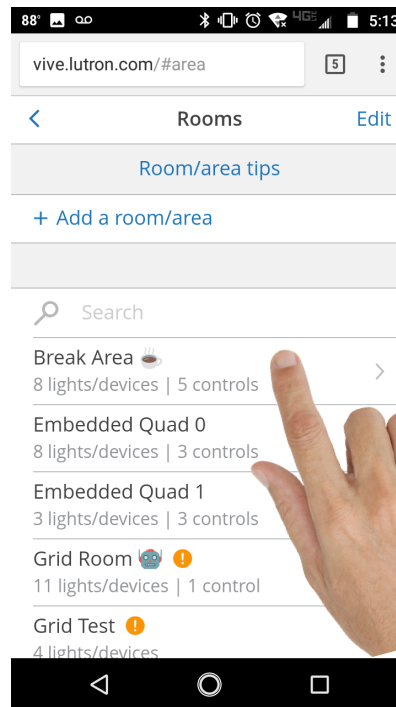 88° 4G 5:13
vive.lutron.com/#area 5
Rooms Edit
Room/area tips
+ Add a room/area
Search
Break Area
8 lights/devices | 5 controls
Embedded Quad 0
8 lights/devices | 3 controls
Embedded Quad 1
3 lights/devices | 3 controls
Grid Room
11 lights/devices | 1 control
Grid Test
4 lights/devices